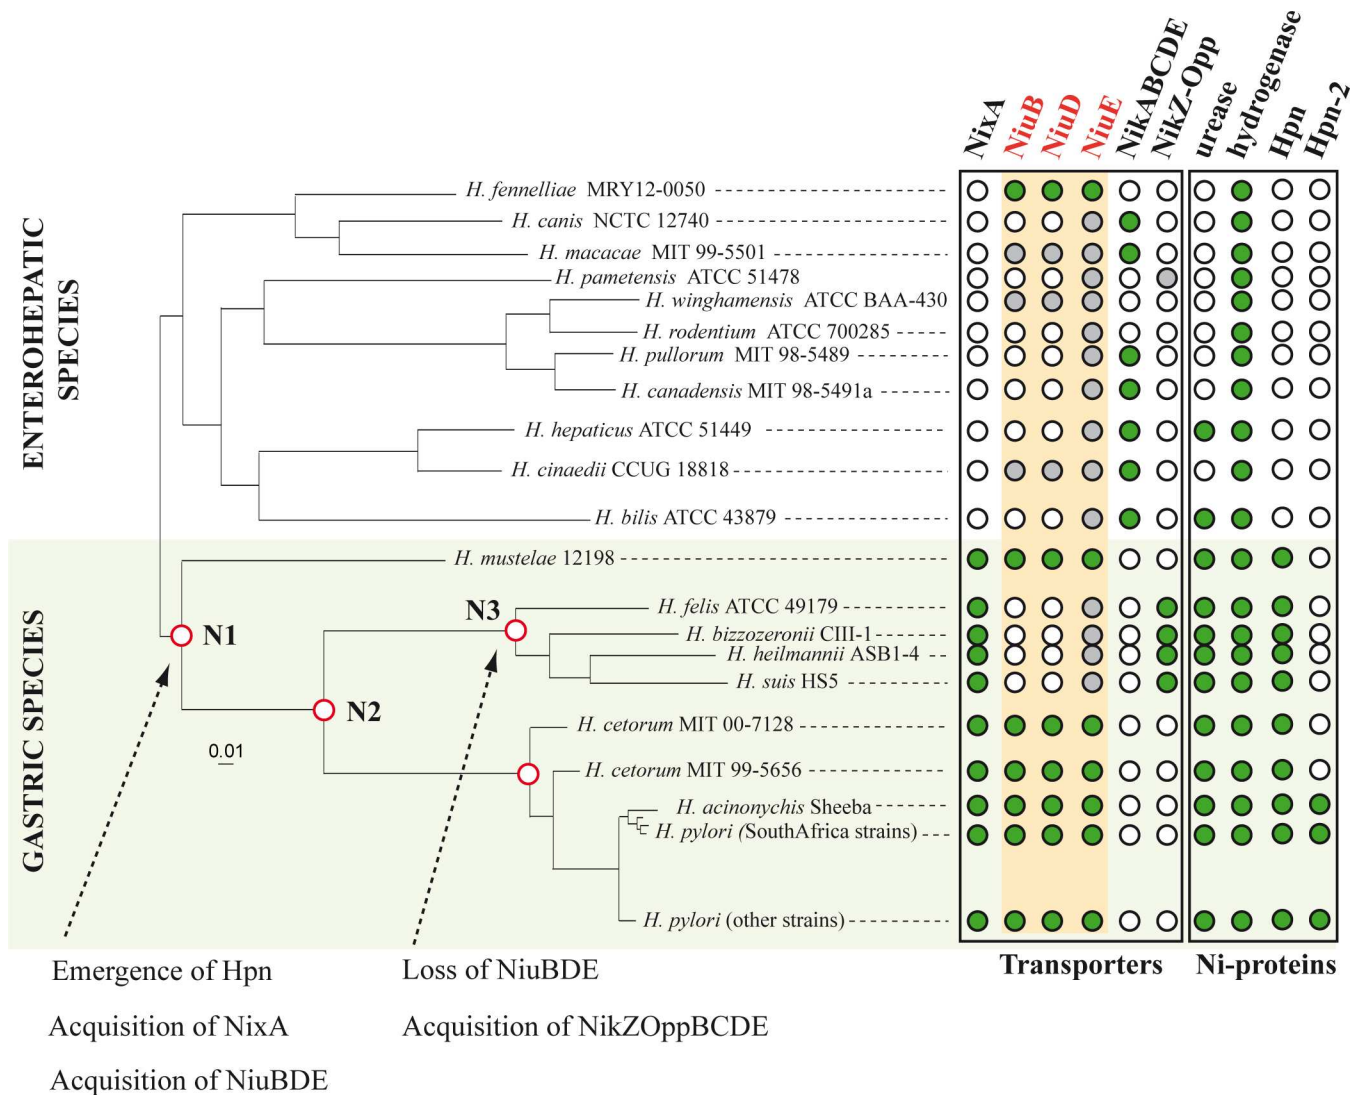 NixA
NiuB
NiuD
NiuE
NikABCDE
NikZ-Opp
urease
hydrogenase
Hpn
Hpn-2
ENTEROHEPATIC
SPECIES
H. fennelliae MRY12-0050
H. canis NCTC 12740
H. macacae MIT 99-5501
H. pametensis ATCC 51478
H. winghamensis ATCC BAA-430
H. rodentium ATCC 700285
H. pullorum MIT 98-5489
H. canadensis MIT 98-5491a
H. hepaticus ATCC 51449
H. cinaedii CCUG 18818
H. bilis ATCC 43879
GASTRIC SPECIES
H. mustelae 12198
N3
H. felis ATCC 49179
H. bizzozeronii CIII-1
N1
H. heilmannii ASB1-4
H. suis HS5
N2
H. cetorum MIT 00-7128
0.01
H. cetorum MIT 99-5656
H. acinonychis Sheeba
H. pylori (SouthAfrica strains)
H. pylori (other strains)
Transporters
Ni-proteins
Emergence of Hpn
Acquisition of NixA
Acquisition of NiuBDE
Loss of NiuBDE
Acquisition of NikZOppBCDE